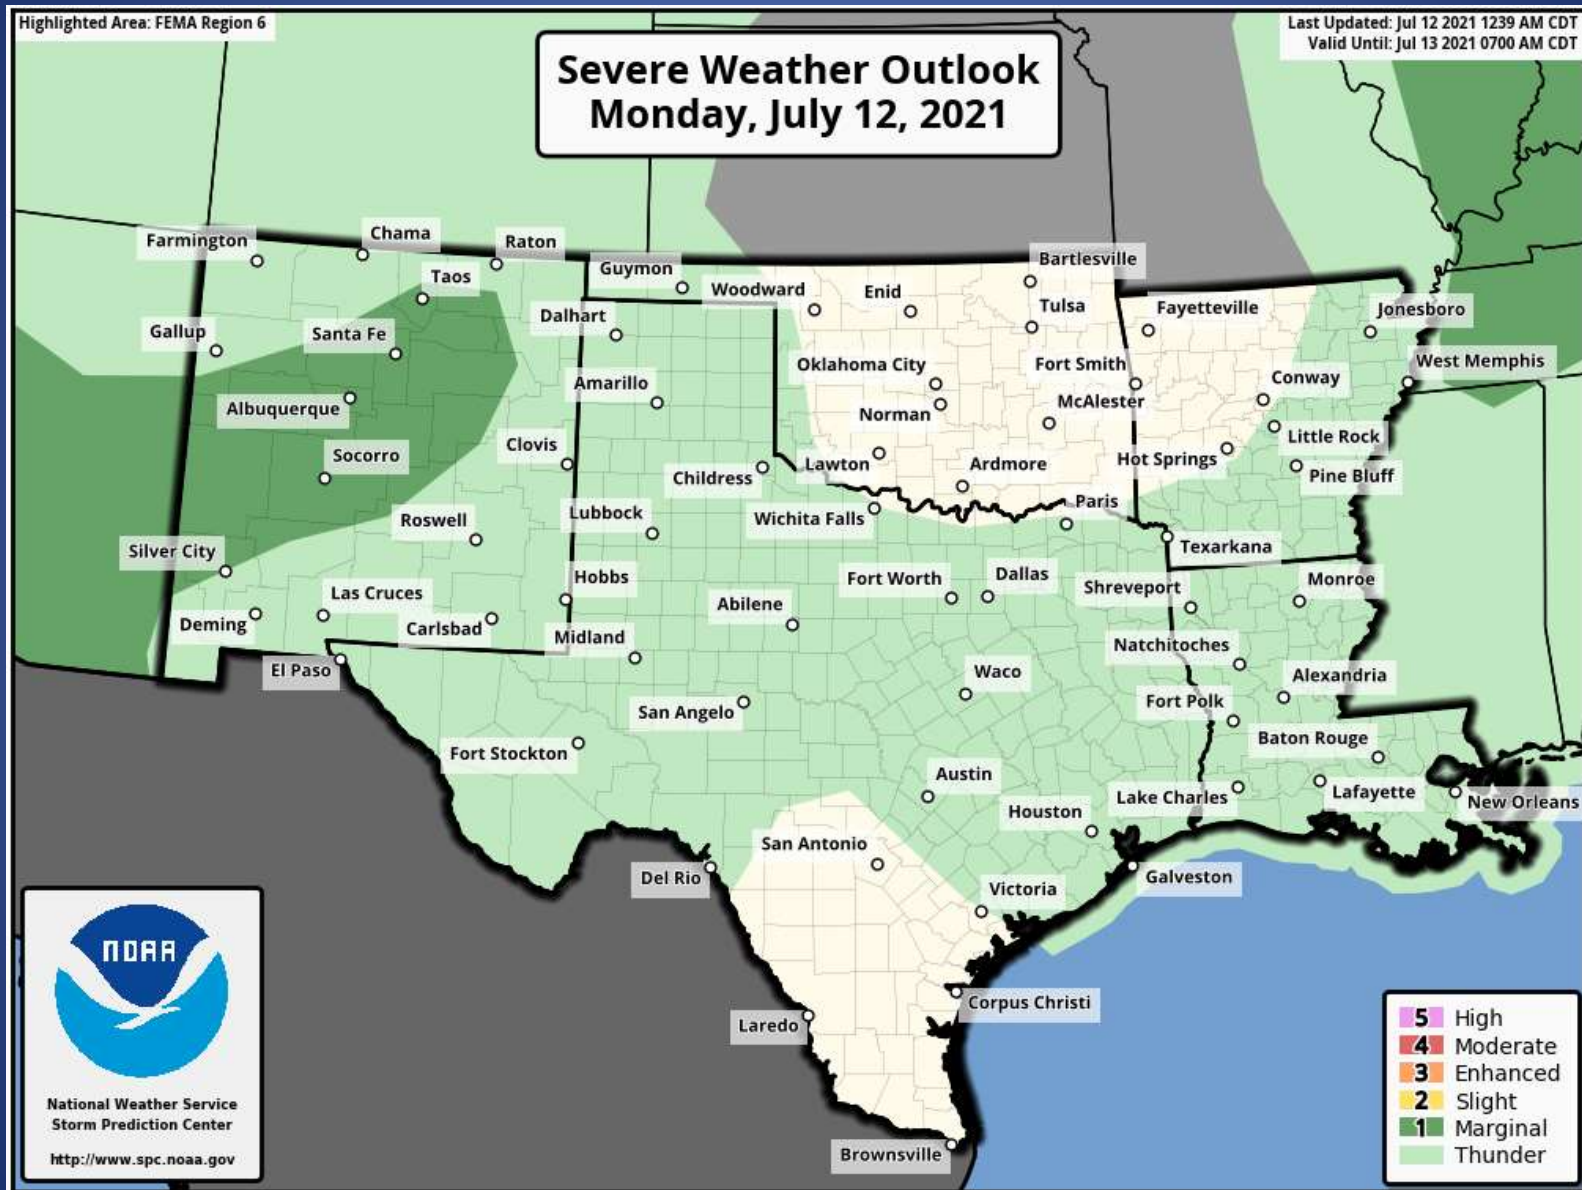 Highlighted Area: FEMA Region 6
Last Updated: Jul 12 2021 1239 AM CDT
Valid Until: Jul 13 2021 0700 AM CDT
Severe Weather Outlook
Monday, July 12, 2021
Farmington
Chama
Raton
Taos
Guymon
Woodward
Enid
Bartlesville
Tulsa
Fayetteville
Jonesboro
Gallup
Santa Fe
Dalhart
Oklahoma City
Fort Smith
West Memphis
Albuquerque
Amarillo
Norman
McAlester
Conway
Socorro
Clovis
Childress
Lawton
Ardmore
Hot Springs
Little Rock
Pine Bluff
Roswell
Lubbock
Wichita Falls
Paris
Texarkana
Silver City
Las Cruces
Hobbs
Abilene
Fort Worth
Dallas
Shreveport
Monroe
Deming
Carlsbad
Midland
Natchitoches
El Paso
San Angelo
Waco
Fort Polk
Alexandria
Fort Stockton
Baton Rouge
Austin
Houston
Lake Charles
Lafayette
New Orleans
San Antonio
Del Rio
Victoria
Galveston
Laredo
Corpus Christi
Brownsville
NOAA
National Weather Service
Storm Prediction Center
http://www.spc.noaa.gov
5 High
4 Moderate
3 Enhanced
2 Slight
1 Marginal
Thunder